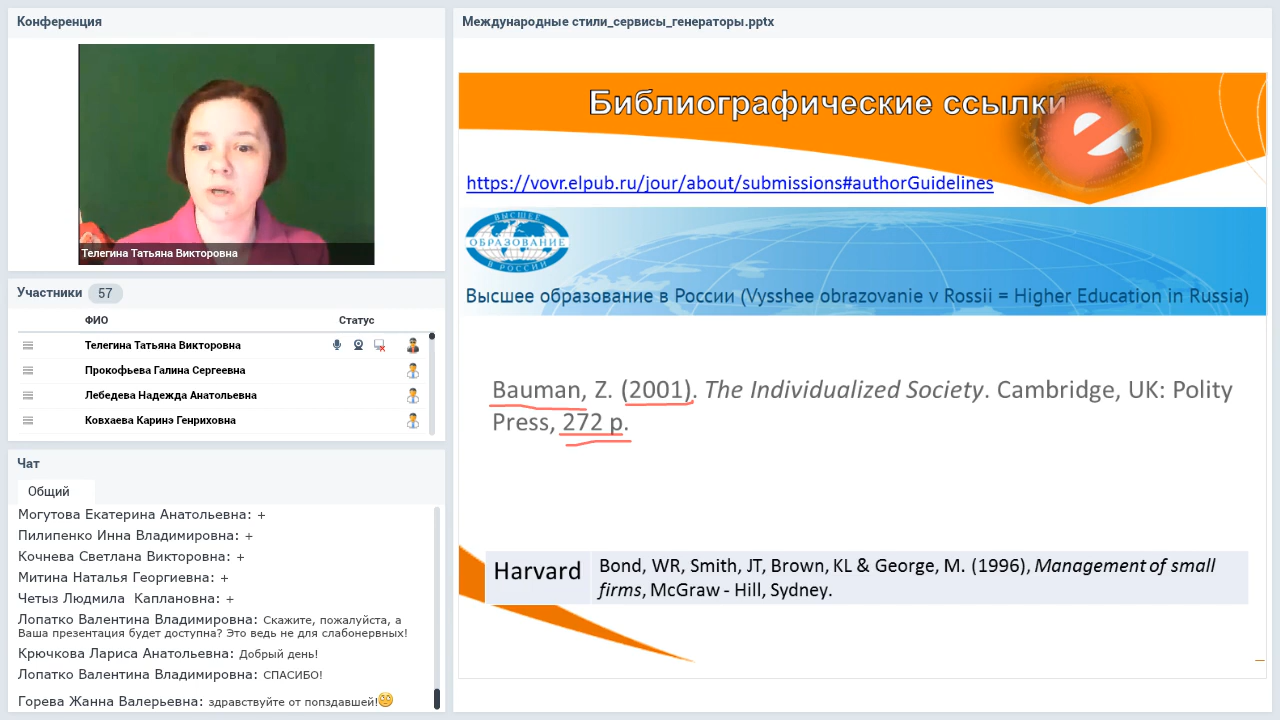 Конференция
Телегина Татьяна Викторовна
Участники 57
ФИО Статус
Телегина Татьяна Викторовна
Прокофьева Галина Сергеевна
Лебедева Надежда Анатольевна
Ковхаева Каринэ Генриховна
Чат
Общий
Могутова Екатерина Анатольевна: +
Пилипенко Инна Владимировна: +
Кочнева Светлана Викторовна: +
Митина Наталья Георгиевна: +
Четыз Людмила Каплановна: +
Лопатко Валентина Владимировна: Скажите, пожалуйста, а
Ваша презентация будет доступна? Это ведь не для слабонервных!
Крючкова Лариса Анатольевна: Добрый день!
Лопатко Валентина Владимировна: СПАСИБО!
Горева Жанна Валерьевна: здравствуйте от попздавшей!
Международные стили_сервисы_генераторы.pptx
Библиографические ссылки
https://vovr.elpub.ru/jour/about/submissions#authorGuidelines
ВЫСШЕЕ
ОБРАЗОВАНИЕ
В РОССИИ
Высшее образование в России (Vysshee obrazovanie v Rossii = Higher Education in Russia)
Bauman, Z. (2001). The Individualized Society. Cambridge, UK: Polity
Press, 272 p.
Harvard
Bond, WR, Smith, JT, Brown, KL & George, M. (1996), Management of small
firms, McGraw - Hill, Sydney.